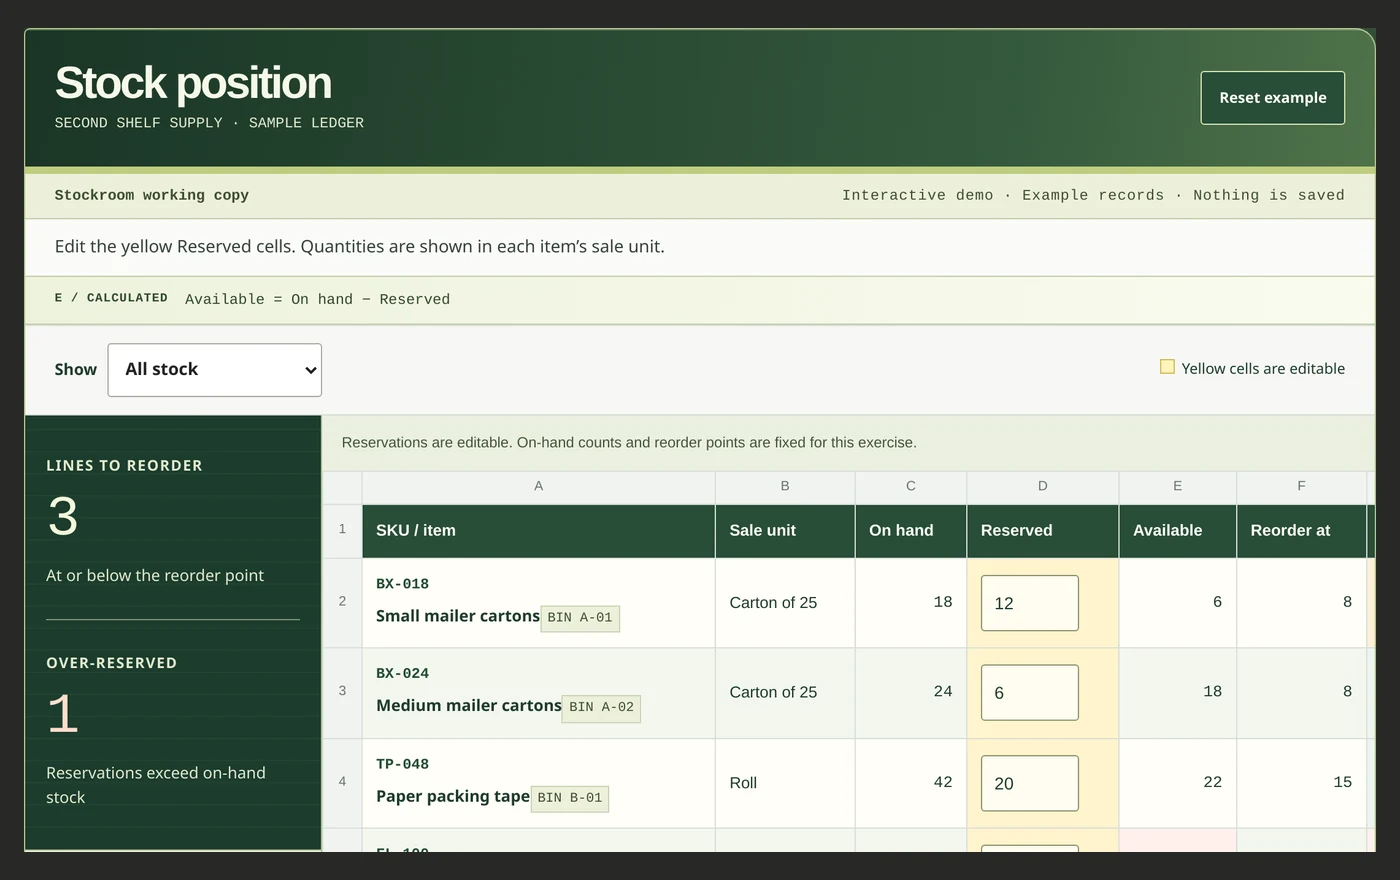 Stock position
SECOND SHELF SUPPLY · SAMPLE LEDGER
Reset example
Stockroom working copy
Interactive demo · Example records · Nothing is saved
Edit the yellow Reserved cells. Quantities are shown in each item’s sale unit.
E / CALCULATED Available = On hand − Reserved
Show All stock
Yellow cells are editable
LINES TO REORDER
3
At or below the reorder point
OVER-RESERVED
1
Reservations exceed on-hand
stock
Reservations are editable. On-hand counts and reorder points are fixed for this exercise.
A B C D E F
1 SKU / item Sale unit On hand Reserved Available Reorder at
BX-018
2 Small mailer cartons BIN A-01 Carton of 25 18 12 6 8
BX-024
3 Medium mailer cartons BIN A-02 Carton of 25 24 6 18 8
TP-048
4 Paper packing tape BIN B-01 Roll 42 20 22 15